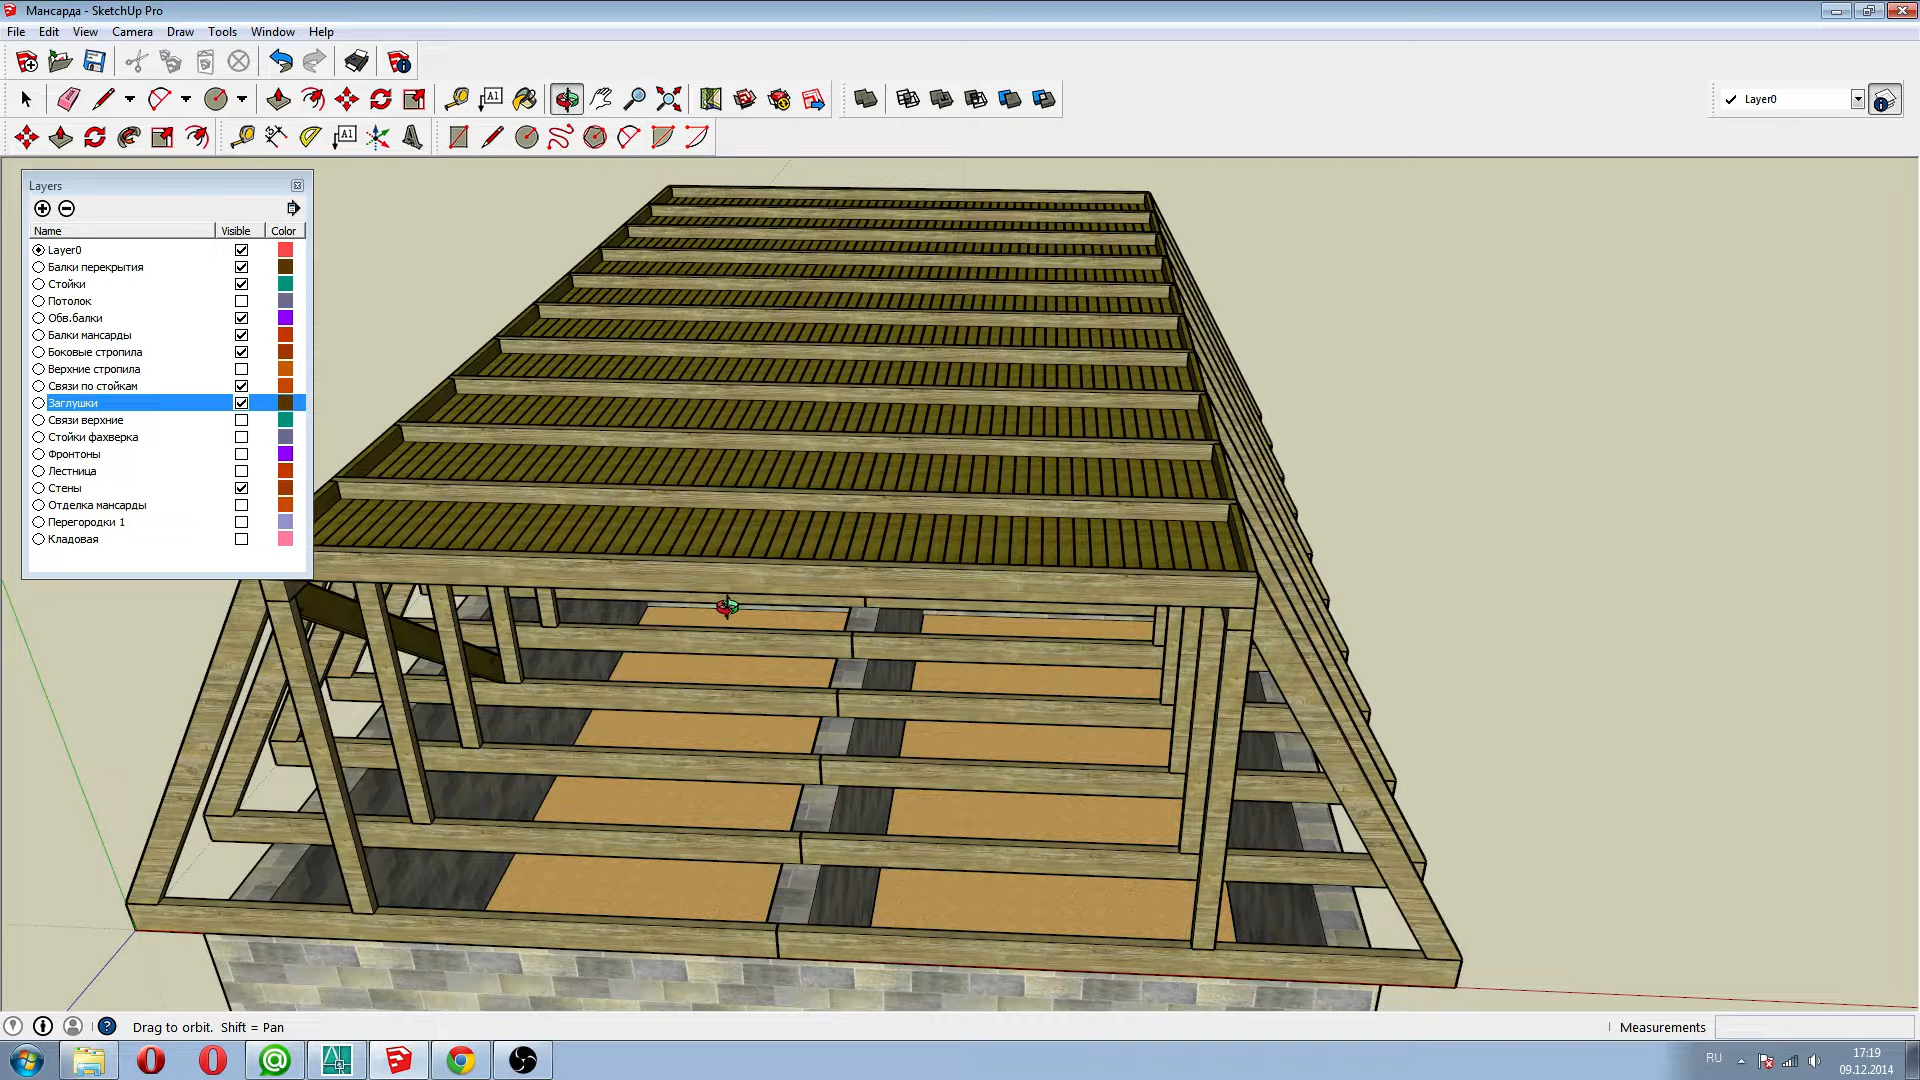 Мансарда - SketchUp Pro
File Edit View Camera Draw Tools Window Help
A1
Layer0
A1
Layers
Name Visible Color
Layer0
Балки перекрытия
Стойки
Потолок
Обв.балки
Балки мансарды
Боковые стропила
Верхние стропила
Связи по стойкам
Заглушки
Связи верхние
Стойки фахверка
Фронтоны
Лестница
Стены
Отделка мансарды
Перегородки 1
Кладовая
Drag to orbit. Shift = Pan
Measurements
RU
17:19
09.12.2014